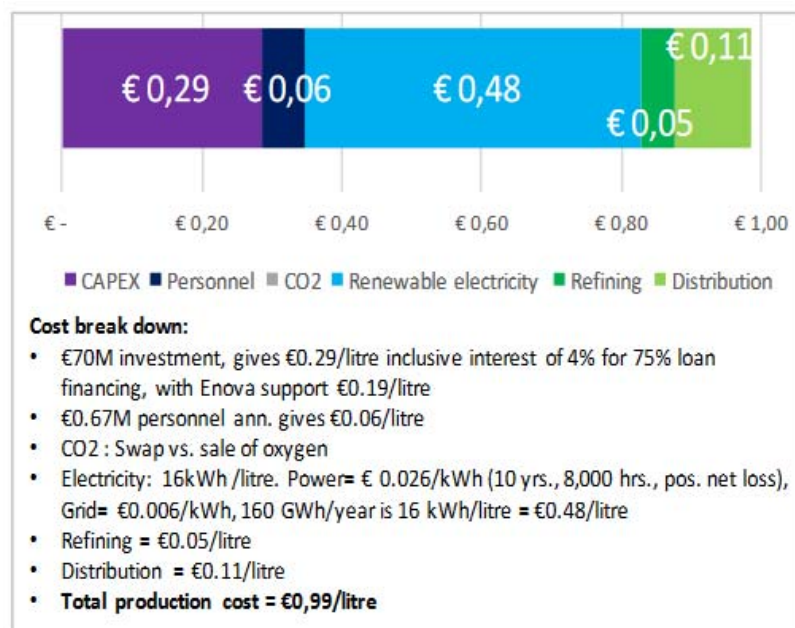 € 0,29 € 0,06 € 0,48 € 0,05 € 0,11
€ - € 0,20 € 0,40 € 0,60 € 0,80 € 1,00
CAPEX Personnel CO2 Renewable electricity Refining Distribution
Cost break down:
• €70M investment, gives €0.29/litre inclusive interest of 4% for 75% loan
financing, with Enova support €0.19/litre
• €0.67M personnel ann. gives €0.06/litre
• CO2 : Swap vs. sale of oxygen
• Electricity: 16kWh /litre. Power= € 0.026/kWh (10 yrs., 8,000 hrs., pos. net loss),
Grid= €0.006/kWh, 160 GWh/year is 16 kWh/litre = €0.48/litre
• Refining = €0.05/litre
• Distribution = €0.11/litre
• Total production cost = €0,99/litre